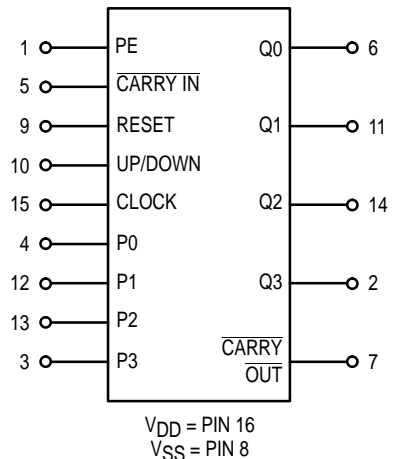 1 PE Q0 6
5 CARRY IN
9 RESET Q1 11
10 UP/DOWN
15 CLOCK Q2 14
4 P0
12 P1 Q3 2
13 P2
CARRY
3 P3 OUT 7
VDD = PIN 16
VSS = PIN 8